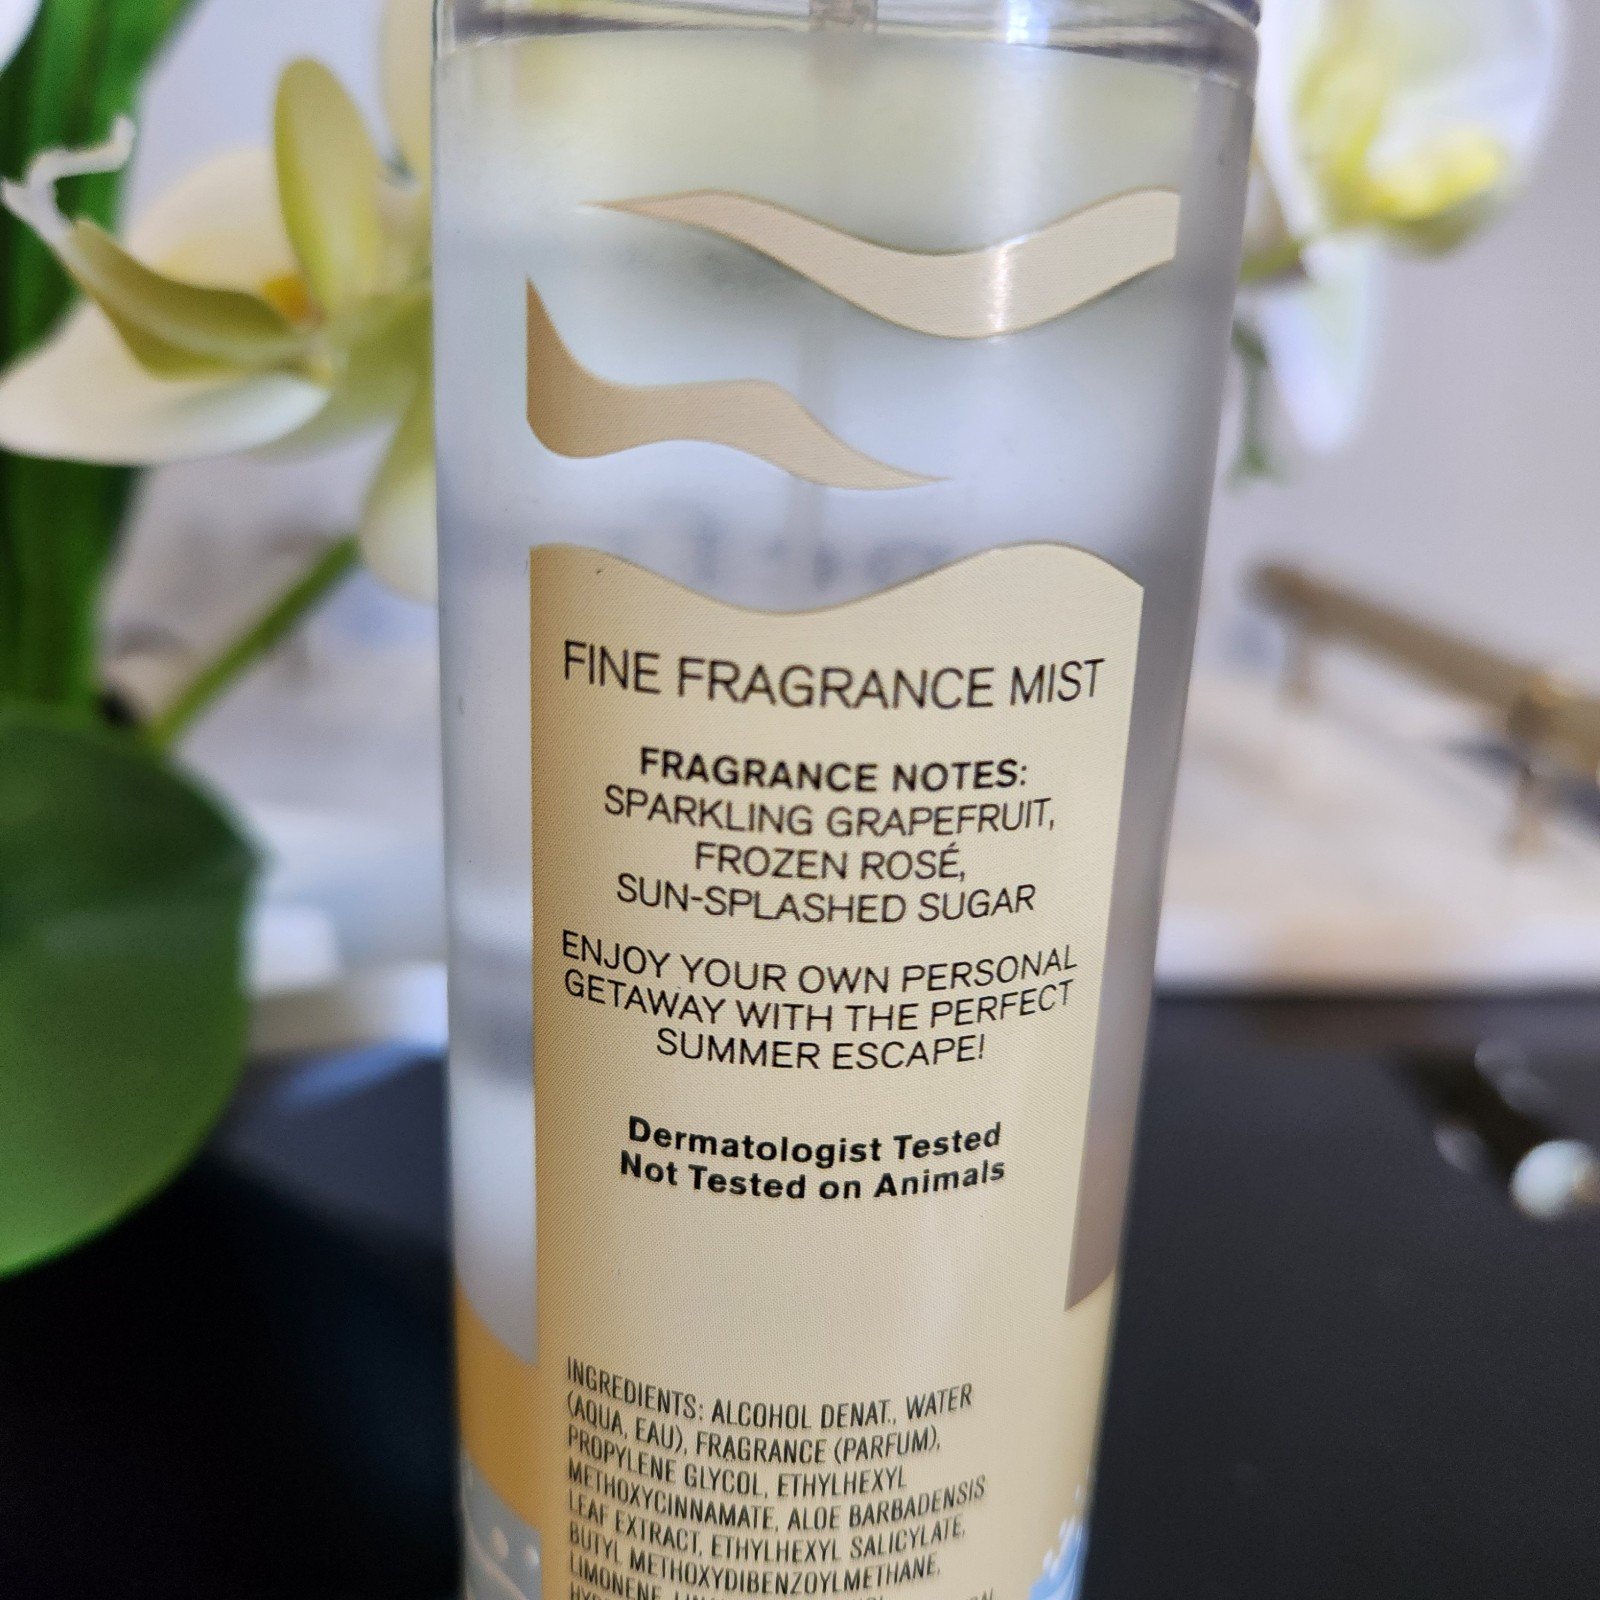 FINE FRAGRANCE MIST
FRAGRANCE NOTES:
SPARKLING GRAPEFRUIT,
FROZEN ROSÉ,
SUN-SPLASHED SUGAR
ENJOY YOUR OWN PERSONAL
GETAWAY WITH THE PERFECT
SUMMER ESCAPE!
Dermatologist Tested
Not Tested on Animals
INGREDIENTS: ALCOHOL DENAT., WATER
(AQUA, EAU), FRAGRANCE (PARFUM),
PROPYLENE GLYCOL, ETHYLHEXYL
METHOXYCINNAMATE, ALOE BARBADENSIS
LEAF EXTRACT, ETHYLHEXYL SALICYLATE,
BUTYL METHOXYDIBENZOYLMETHANE,
LIMONENE,